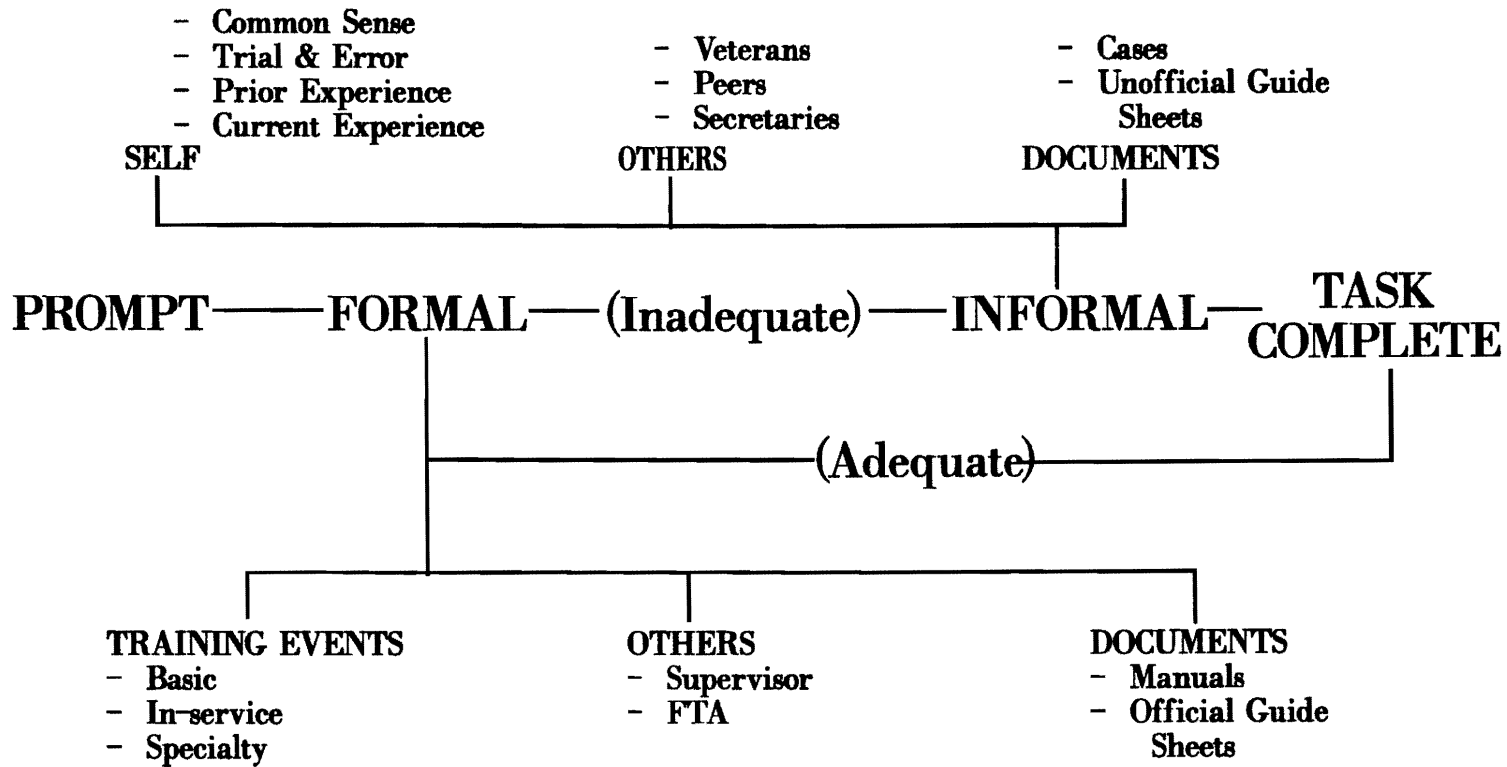 - Common Sense
- Trial & Error
- Prior Experience
- Current Experience
SELF
- Veterans
- Peers
- Secretaries
OTHERS
- Cases
- Unofficial Guide
Sheets
DOCUMENTS
PROMPT
FORMAL
(Inadequate)
INFORMAL
TASK
COMPLETE
(Adequate)
TRAINING EVENTS
- Basic
- In-service
- Specialty
OTHERS
- Supervisor
- FTA
DOCUMENTS
- Manuals
- Official Guide
Sheets